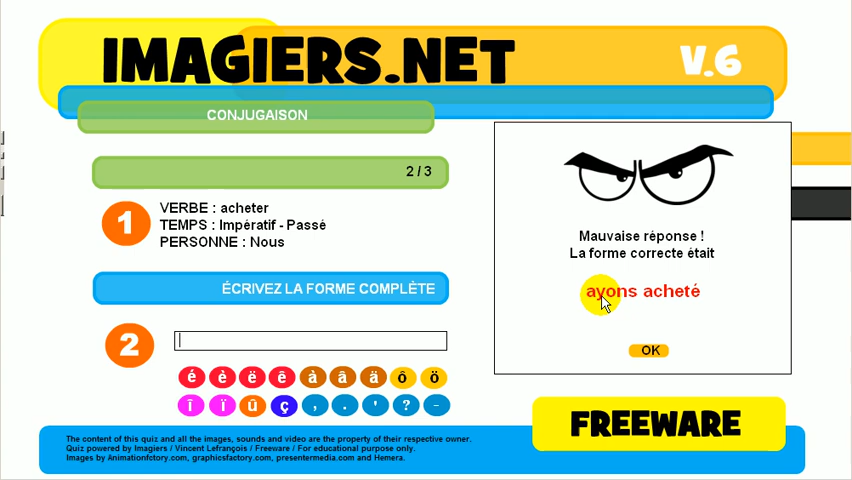 IMAGIERS.NET
V.6
CONJUGAISON
2 / 3
1
VERBE : acheter
TEMPS : Impératif - Passé
PERSONNE : Nous
ÉCRIVEZ LA FORME COMPLÈTE
2
é è ë ê à â ä ô ö
î ï û ç , . ' ? -
Mauvaise réponse !
La forme correcte était
ayons acheté
OK
FREEWARE
The content of this quiz and all the images, sounds and video are the property of their respective owner.
Quiz powered by Imagiers / Vincent Lefrançois / Freeware / For educational purpose only.
Images by Animationfctory.com, graphicsfactory.com, presentermedia.com and Hemera.